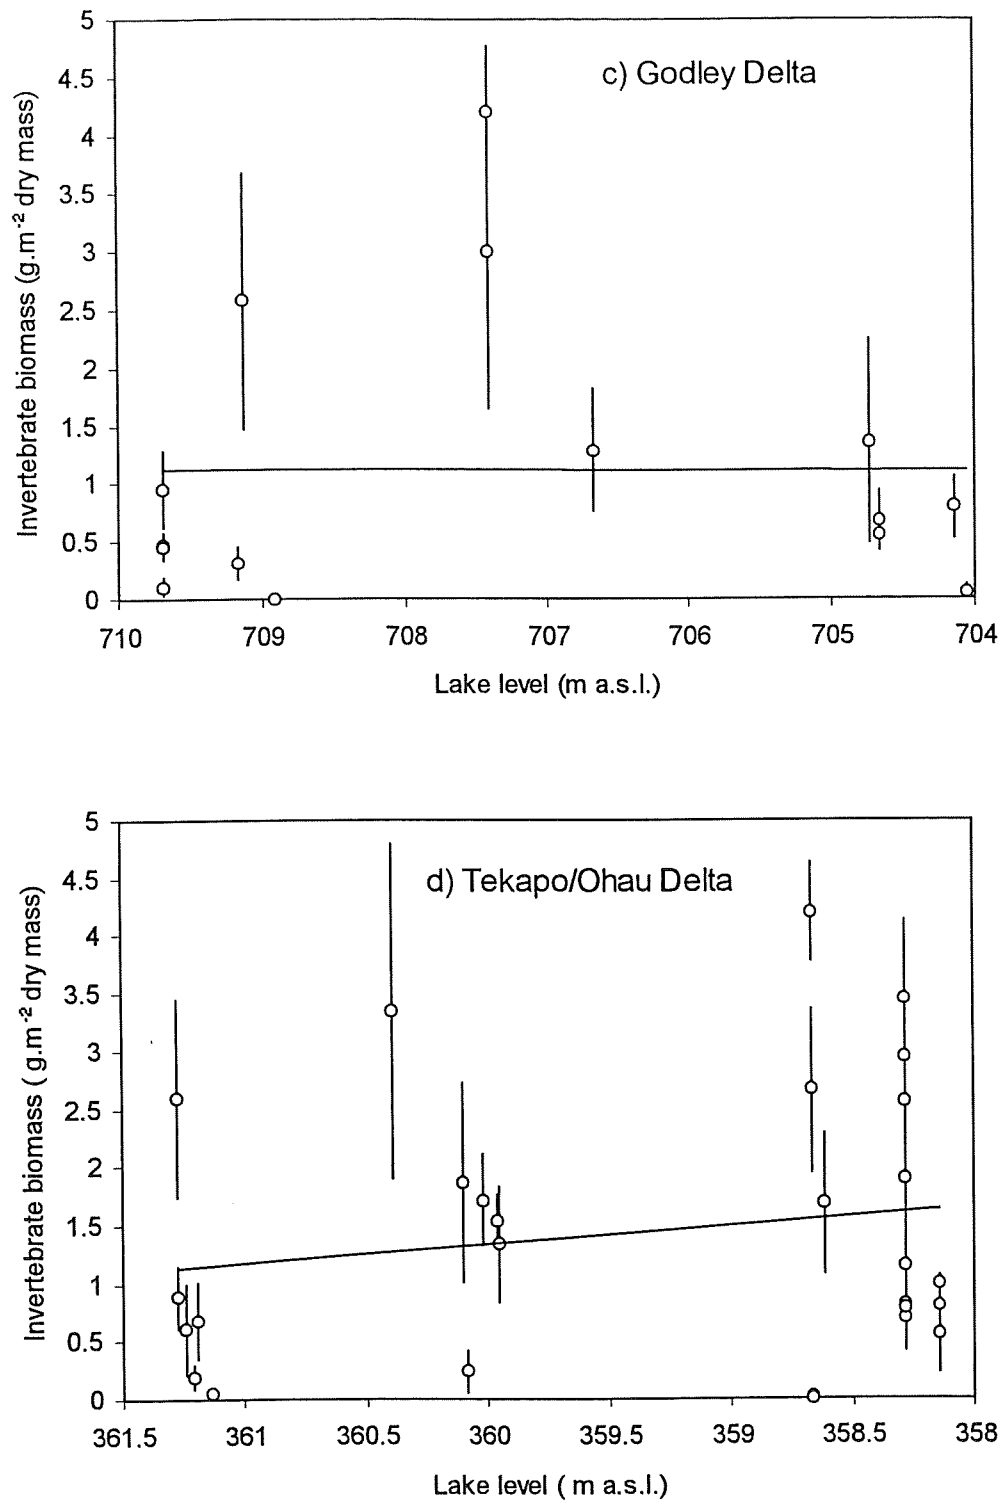 c) Godley Delta
Invertebrate biomass (g.m-2 dry mass)
5
4.5
4
3.5
3
2.5
2
1.5
1
0.5
0
710 709 708 707 706 705 704
Lake level (m a.s.l.)
d) Tekapo/Ohau Delta
Invertebrate biomass ( g.m-2 dry mass)
5
4.5
4
3.5
3
2.5
2
1.5
1
0.5
0
361.5 361 360.5 360 359.5 359 358.5 358
Lake level ( m a.s.l.)